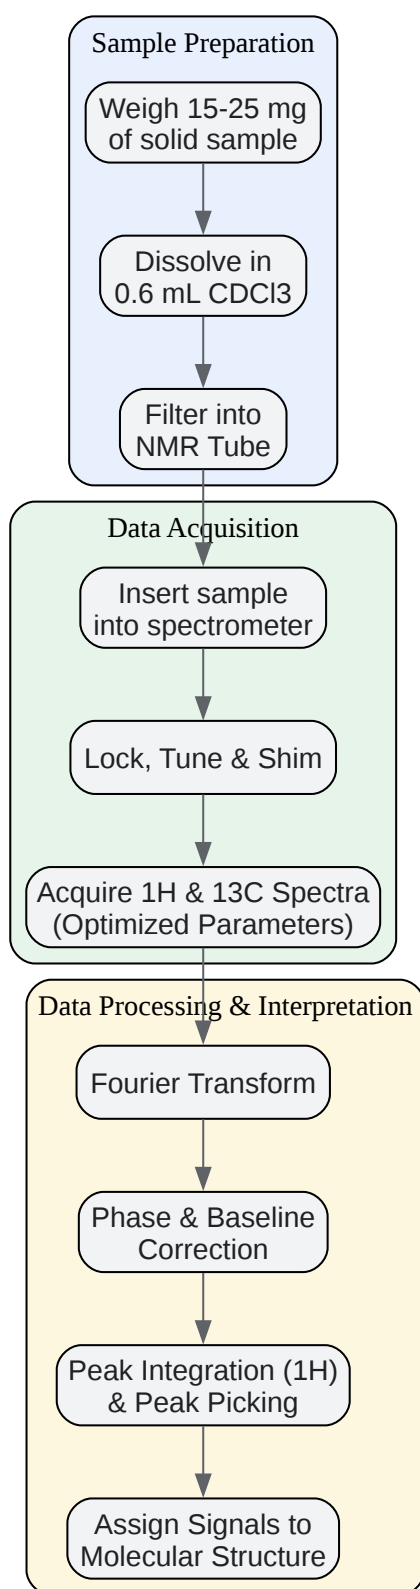 Sample Preparation
Weigh 15-25 mg
of solid sample
Dissolve in
0.6 mL CDCl3
Filter into
NMR Tube
Data Acquisition
Insert sample
into spectrometer
Lock, Tune & Shim
Acquire 1H & 13C Spectra
(Optimized Parameters)
Data Processing & Interpretation
Fourier Transform
Phase & Baseline
Correction
Peak Integration (1H)
& Peak Picking
Assign Signals to
Molecular Structure